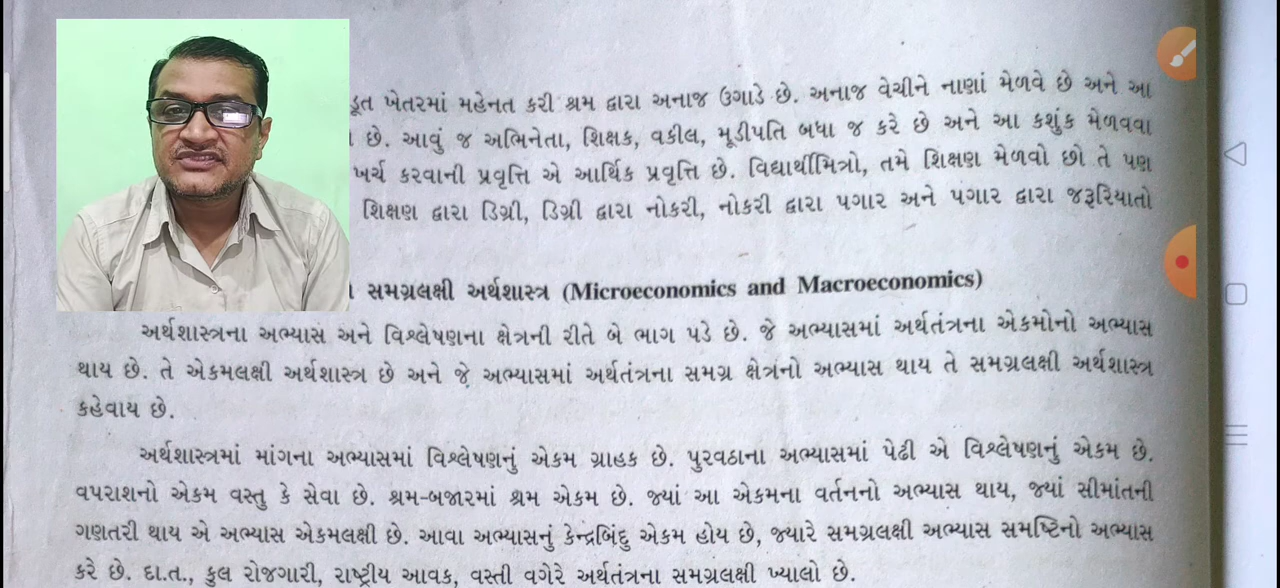 ખેતરમાં મહેનત કરી શ્રમ દ્વારા અનાજ ઉગાડે છે. અનાજ વેચીને નાણાં મેળવે છે અને આ
છે. આવું જ અભિનેતા, શિક્ષક, વકીલ, મૂડીપતિ બધા જ કરે છે અને આ કશુંક મેળવવા
ખર્ચ કરવાની પ્રવૃત્તિ એ આર્થિક પ્રવૃત્તિ છે. વિદ્યાર્થીમિત્રો, તમે શિક્ષણ મેળવો છો તે પણ
શિક્ષણ દ્વારા ડિગ્રી, ડિગ્રી દ્વારા નોકરી, નોકરી દ્વારા પગાર અને પગાર દ્વારા જરૂરિયાતો
સમગ્રલક્ષી અર્થશાસ્ત્ર (Microeconomics and Macroeconomics)
અર્થશાસ્ત્રના અભ્યાસ અને વિશ્લેષણના ક્ષેત્રની રીતે બે ભાગ પડે છે. જે અભ્યાસમાં અર્થતંત્રના એકમોનો અભ્યાસ
થાય છે. તે એકમલક્ષી અર્થશાસ્ત્ર છે અને જે અભ્યાસમાં અર્થતંત્રના સમગ્ર ક્ષેત્રનો અભ્યાસ થાય તે સમગ્રલક્ષી અર્થશાસ્ત્ર
કહેવાય છે.
અર્થશાસ્ત્રમાં માંગના અભ્યાસમાં વિશ્લેષણનું એકમ ગ્રાહક છે. પુરવઠાના અભ્યાસમાં પેઢી એ વિશ્લેષણનું એકમ છે.
વપરાશનો એકમ વસ્તુ કે સેવા છે. શ્રમ-બજારમાં શ્રમ એકમ છે. જ્યાં આ એકમના વર્તનનો અભ્યાસ થાય, જ્યાં સીમાંતની
ગણતરી થાય એ અભ્યાસ એકમલક્ષી છે. આવા અભ્યાસનું કેન્દ્રબિંદુ એકમ હોય છે, જ્યારે સમગ્રલક્ષી અભ્યાસ સમષ્ટિનો અભ્યાસ
કરે છે. દા.ત., કુલ રોજગારી, રાષ્ટ્રીય આવક, વસ્તી વગેરે અર્થતંત્રના સમગ્રલક્ષી ખ્યાલો છે.